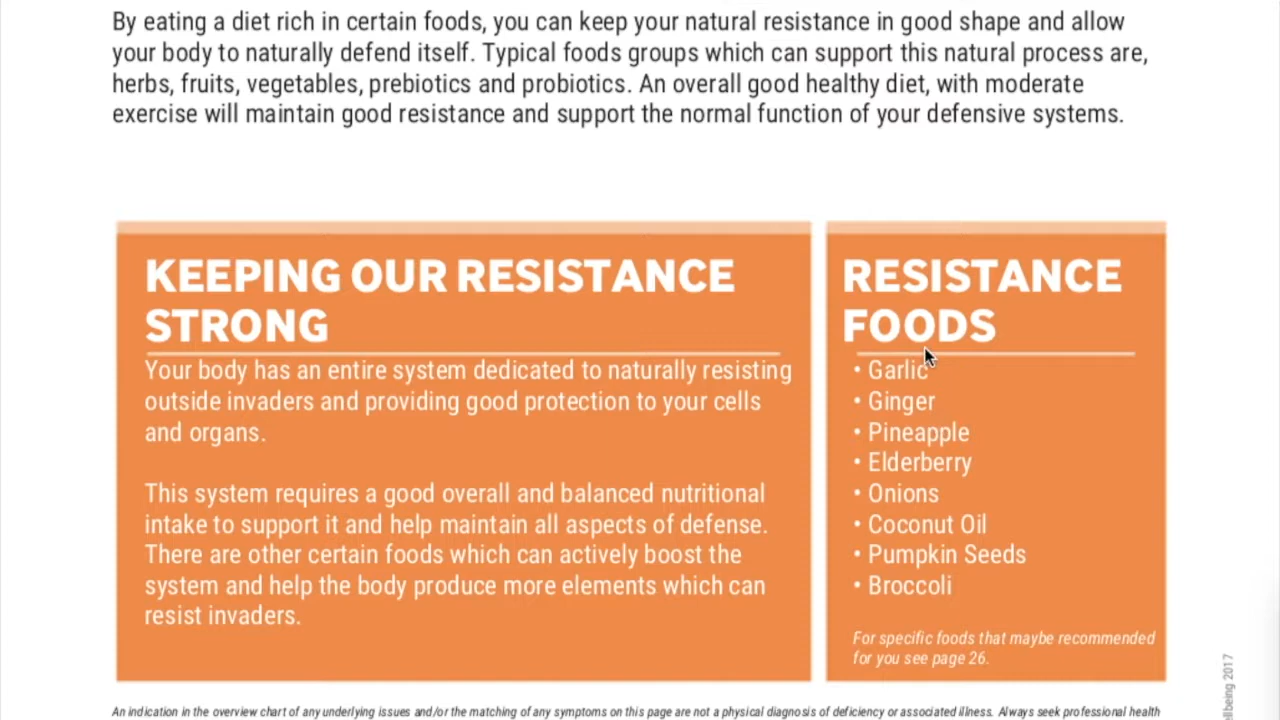 By eating a diet rich in certain foods, you can keep your natural resistance in good shape and allow
your body to naturally defend itself. Typical foods groups which can support this natural process are,
herbs, fruits, vegetables, prebiotics and probiotics. An overall good healthy diet, with moderate
exercise will maintain good resistance and support the normal function of your defensive systems.
KEEPING OUR RESISTANCE
STRONG
Your body has an entire system dedicated to naturally resisting
outside invaders and providing good protection to your cells
and organs.
This system requires a good overall and balanced nutritional
intake to support it and help maintain all aspects of defense.
There are other certain foods which can actively boost the
system and help the body produce more elements which can
resist invaders.
RESISTANCE
FOODS
• Garlic
• Ginger
• Pineapple
• Elderberry
• Onions
• Coconut Oil
• Pumpkin Seeds
• Broccoli
For specific foods that maybe recommended
for you see page 26.
An indication in the overview chart of any underlying issues and/or the matching of any symptoms on this page are not a physical diagnosis of deficiency or associated illness. Always seek professional health
2017